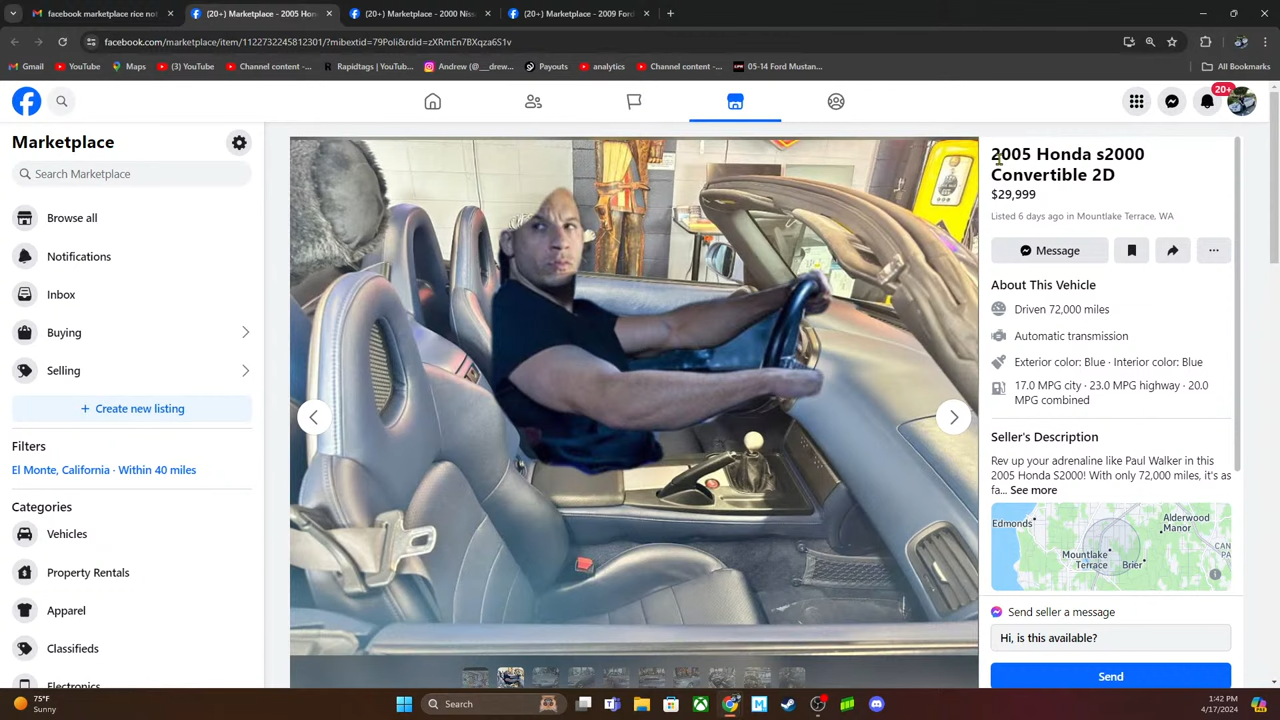 facebook marketplace rice no
(20+) Marketplace - 2005 Hon
(20+) Marketplace - 2000 Niss
(20+) Marketplace - 2009 Ford
facebook.com/marketplace/item/1122732245812301/?mibextid=79PoIi&rdid=zXRmEn7BXqza6S1v
Gmail
YouTube
Maps
(3) YouTube
Channel content -...
Rapidtags | YouTub...
Andrew (@___drew...
Payouts
analytics
Channel content -...
05-14 Ford Mustan...
All Bookmarks
20+
Marketplace
Search Marketplace
Browse all
Notifications
Inbox
Buying
Selling
+ Create new listing
Filters
El Monte, California · Within 40 miles
Categories
Vehicles
Property Rentals
Apparel
Classifieds
Electronics
2005 Honda s2000
Convertible 2D
$29,999
Listed 6 days ago in Mountlake Terrace, WA
Message
About This Vehicle
Driven 72,000 miles
Automatic transmission
Exterior color: Blue · Interior color: Blue
17.0 MPG city · 23.0 MPG highway · 20.0
MPG combined
Seller's Description
Rev up your adrenaline like Paul Walker in this
2005 Honda S2000! With only 72,000 miles, it's as
fa... See more
Edmonds
Alderwood
Manor
Mountlake
Terrace
Brier
CAN
PA
Send seller a message
Hi, is this available?
Send
75°F
Sunny
Search
1:42 PM
4/17/2024